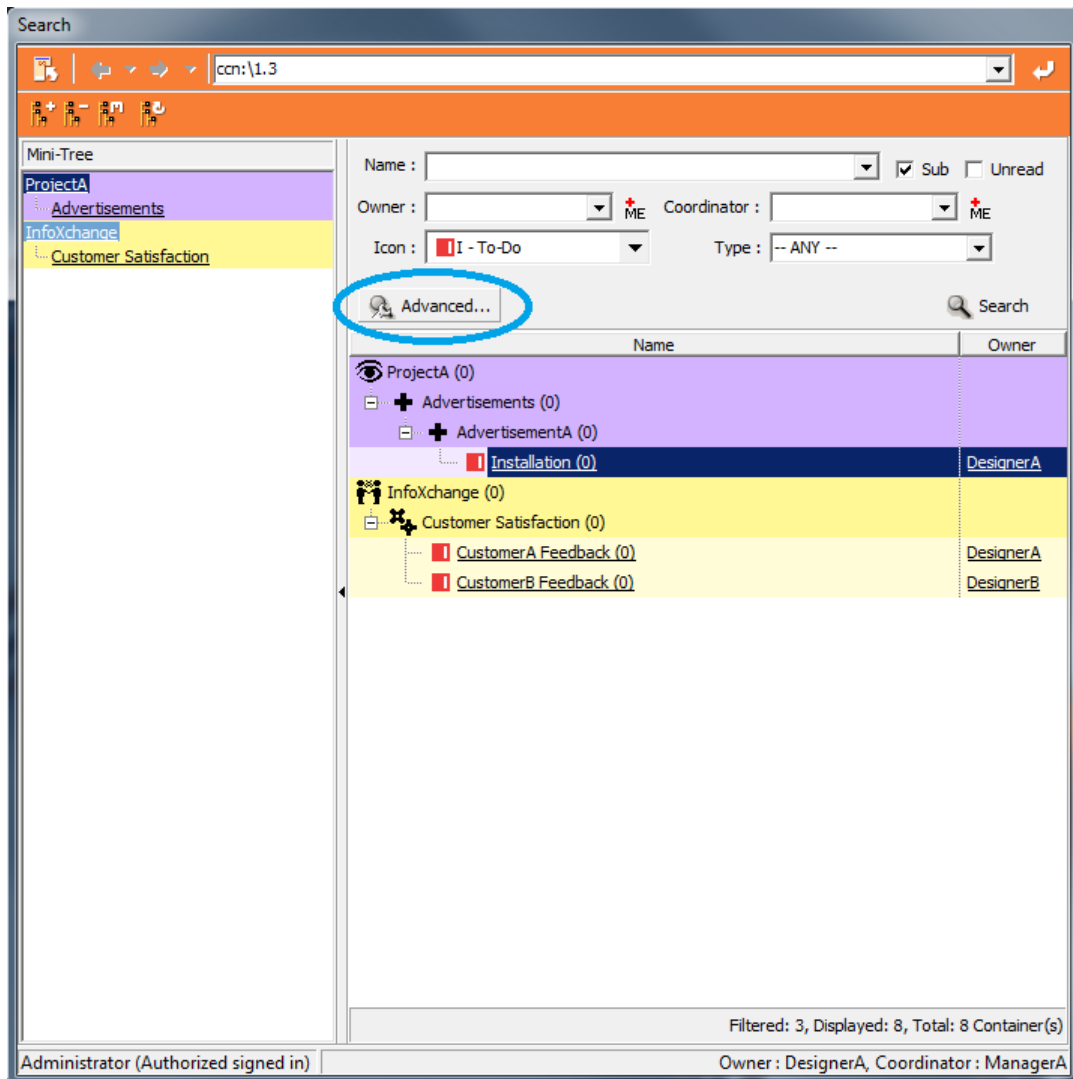 Search
ccn:\1.3
Mini-Tree
ProjectA
Advertisements
InfoXchange
Customer Satisfaction
Name :
Sub
Unread
Owner :
ME
Coordinator :
ME
Icon :
I - To-Do
Type :
-- ANY --
Advanced...
Search
Name
Owner
ProjectA (0)
Advertisements (0)
AdvertisementA (0)
Installation (0)
DesignerA
InfoXchange (0)
Customer Satisfaction (0)
CustomerA Feedback (0)
DesignerA
CustomerB Feedback (0)
DesignerB
Filtered: 3, Displayed: 8, Total: 8 Container(s)
Administrator (Authorized signed in)
Owner : DesignerA, Coordinator : ManagerA